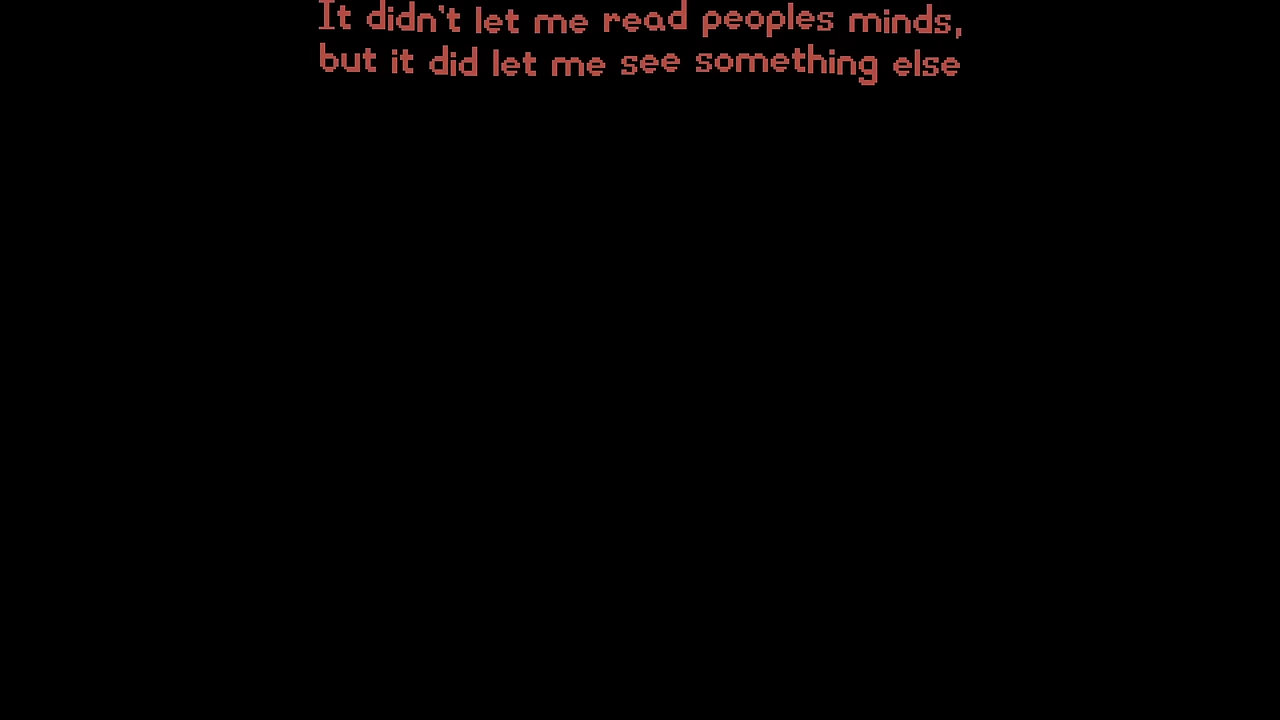 It didn't let me read peoples minds,
but it did let me see something else